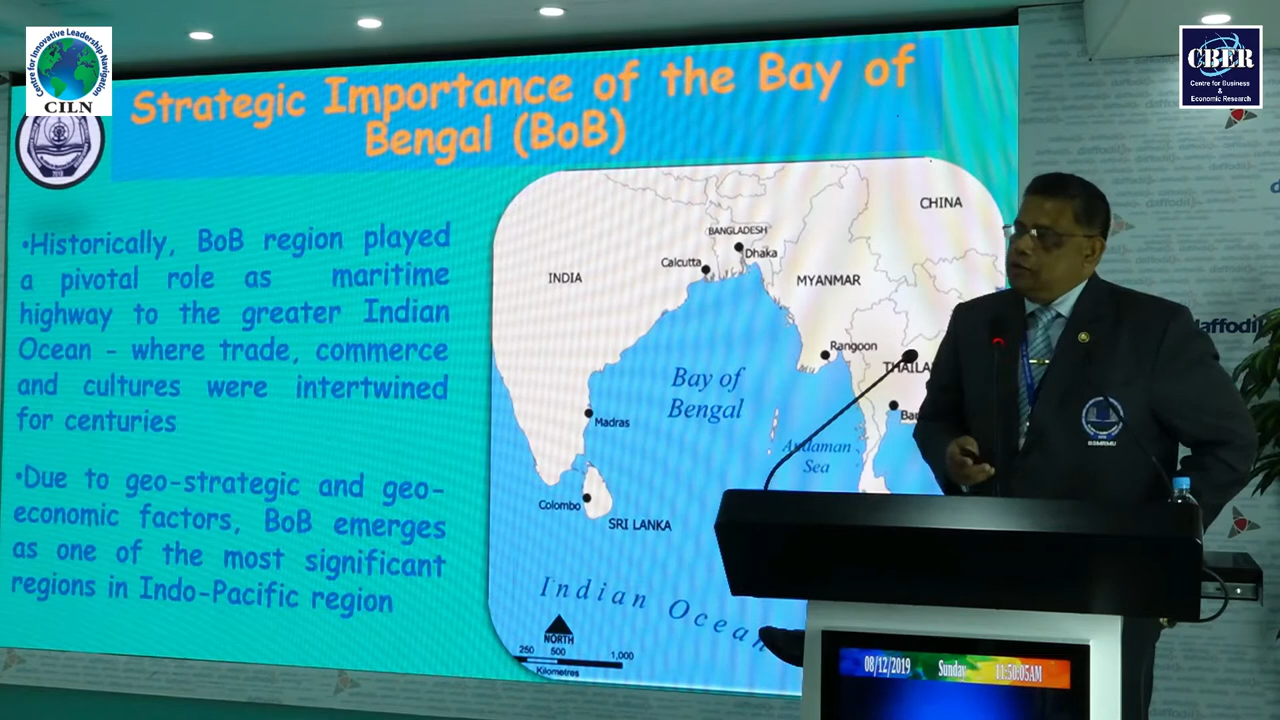 Centre for Innovative Leadership Navigation
CILN
CBER
Centre for Business
&
Economic Research
Strategic Importance of the Bay of
Bengal (BoB)
•Historically, BoB region played
a pivotal role as maritime
highway to the greater Indian
Ocean - where trade, commerce
and cultures were intertwined
for centuries
•Due to geo-strategic and geo-
economic factors, BoB emerges
as one of the most significant
regions in Indo-Pacific region
CHINA
BANGLADESH
Dhaka
Calcutta
INDIA
MYANMAR
Rangoon
THAILA
Ban
Bay of
Bengal
Madras
Andaman
Sea
Colombo
SRI LANKA
Indian Ocean
NORTH
250 500 1,000
Kilometres
daffodil
BSMRMU
08/12/2019 Sunday 11:50:05AM